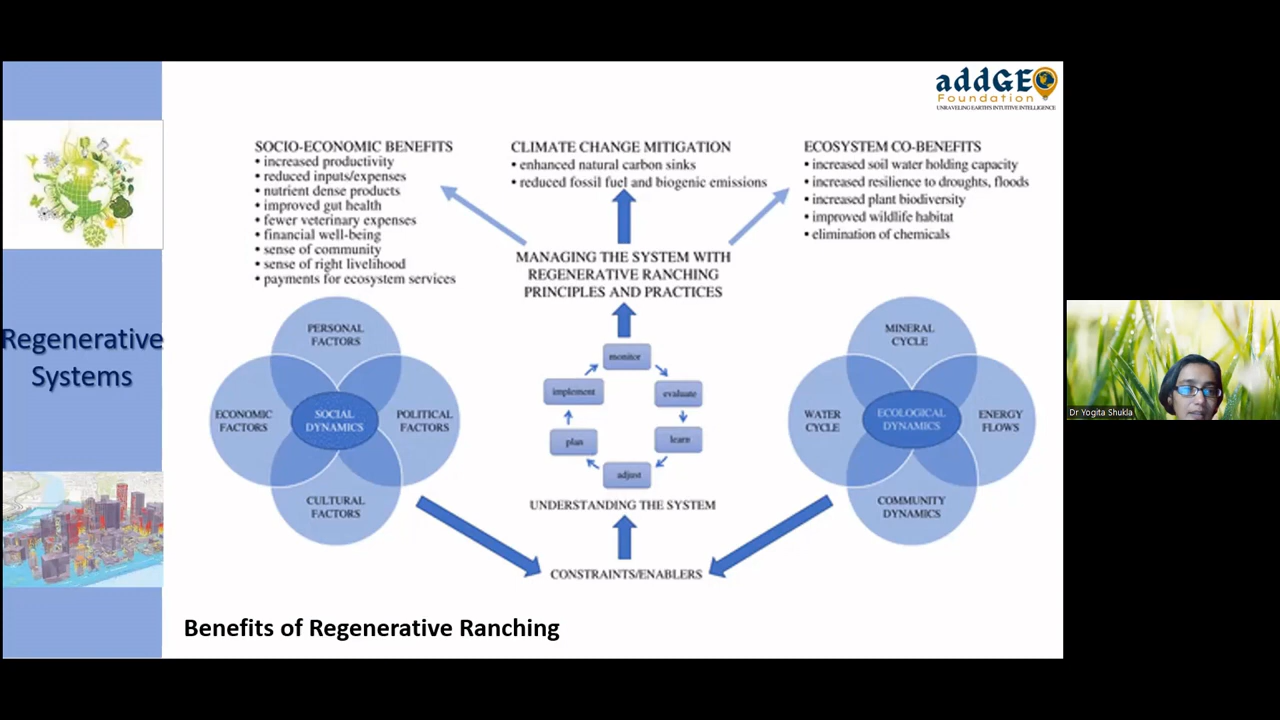 addGEO
Foundation
UNRAVELING EARTH'S INTUITIVE INTELLIGENCE
Regenerative
Systems
SOCIO-ECONOMIC BENEFITS
• increased productivity
• reduced inputs/expenses
• nutrient dense products
• improved gut health
• fewer veterinary expenses
• financial well-being
• sense of community
• sense of right livelihood
• payments for ecosystem services
CLIMATE CHANGE MITIGATION
• enhanced natural carbon sinks
• reduced fossil fuel and biogenic emissions
ECOSYSTEM CO-BENEFITS
• increased soil water holding capacity
• increased resilience to droughts, floods
• increased plant biodiversity
• improved wildlife habitat
• elimination of chemicals
MANAGING THE SYSTEM WITH
REGENERATIVE RANCHING
PRINCIPLES AND PRACTICES
PERSONAL
FACTORS
ECONOMIC
FACTORS
SOCIAL
DYNAMICS
POLITICAL
FACTORS
CULTURAL
FACTORS
monitor
evaluate
learn
adjust
plan
implement
UNDERSTANDING THE SYSTEM
CONSTRAINTS/ENABLERS
MINERAL
CYCLE
WATER
CYCLE
ECOLOGICAL
DYNAMICS
ENERGY
FLOWS
COMMUNITY
DYNAMICS
Benefits of Regenerative Ranching
Dr Yogita Shukla